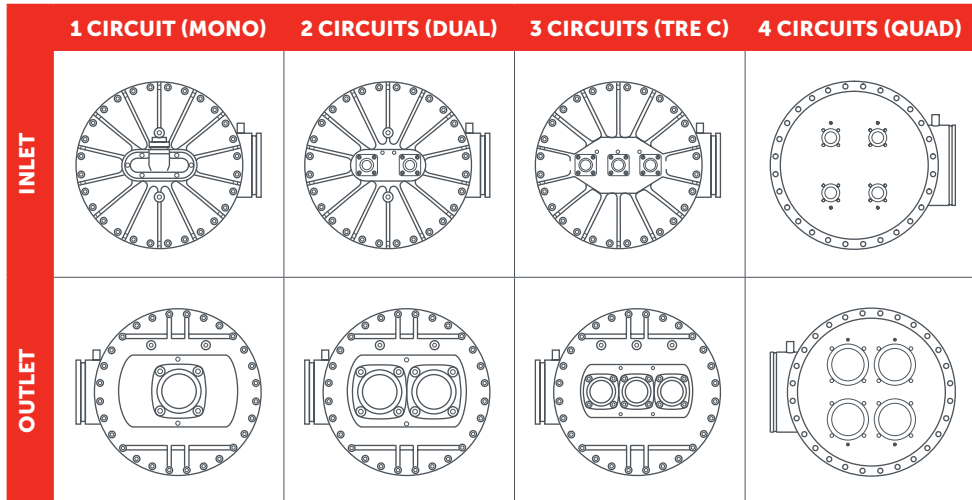 1 CIRCUIT (MONO)
2 CIRCUITS (DUAL)
3 CIRCUITS (TRE C)
4 CIRCUITS (QUAD)
INLET
OUTLET